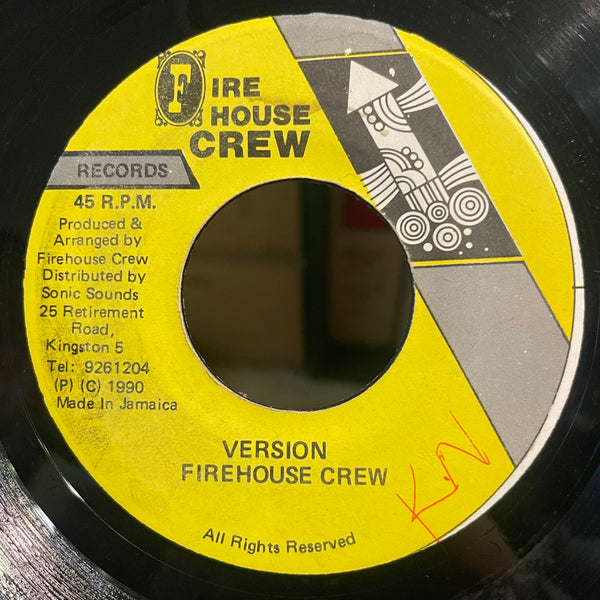 FIRE
HOUSE
CREW
RECORDS
45 R.P.M.
Produced &
Arranged by
Firehouse Crew
Distributed by
Sonic Sounds
25 Retirement
Road,
Kingston 5
Tel: 9261204
(P) (C) 1990
Made In Jamaica
VERSION
FIREHOUSE CREW
K.N
All Rights Reserved